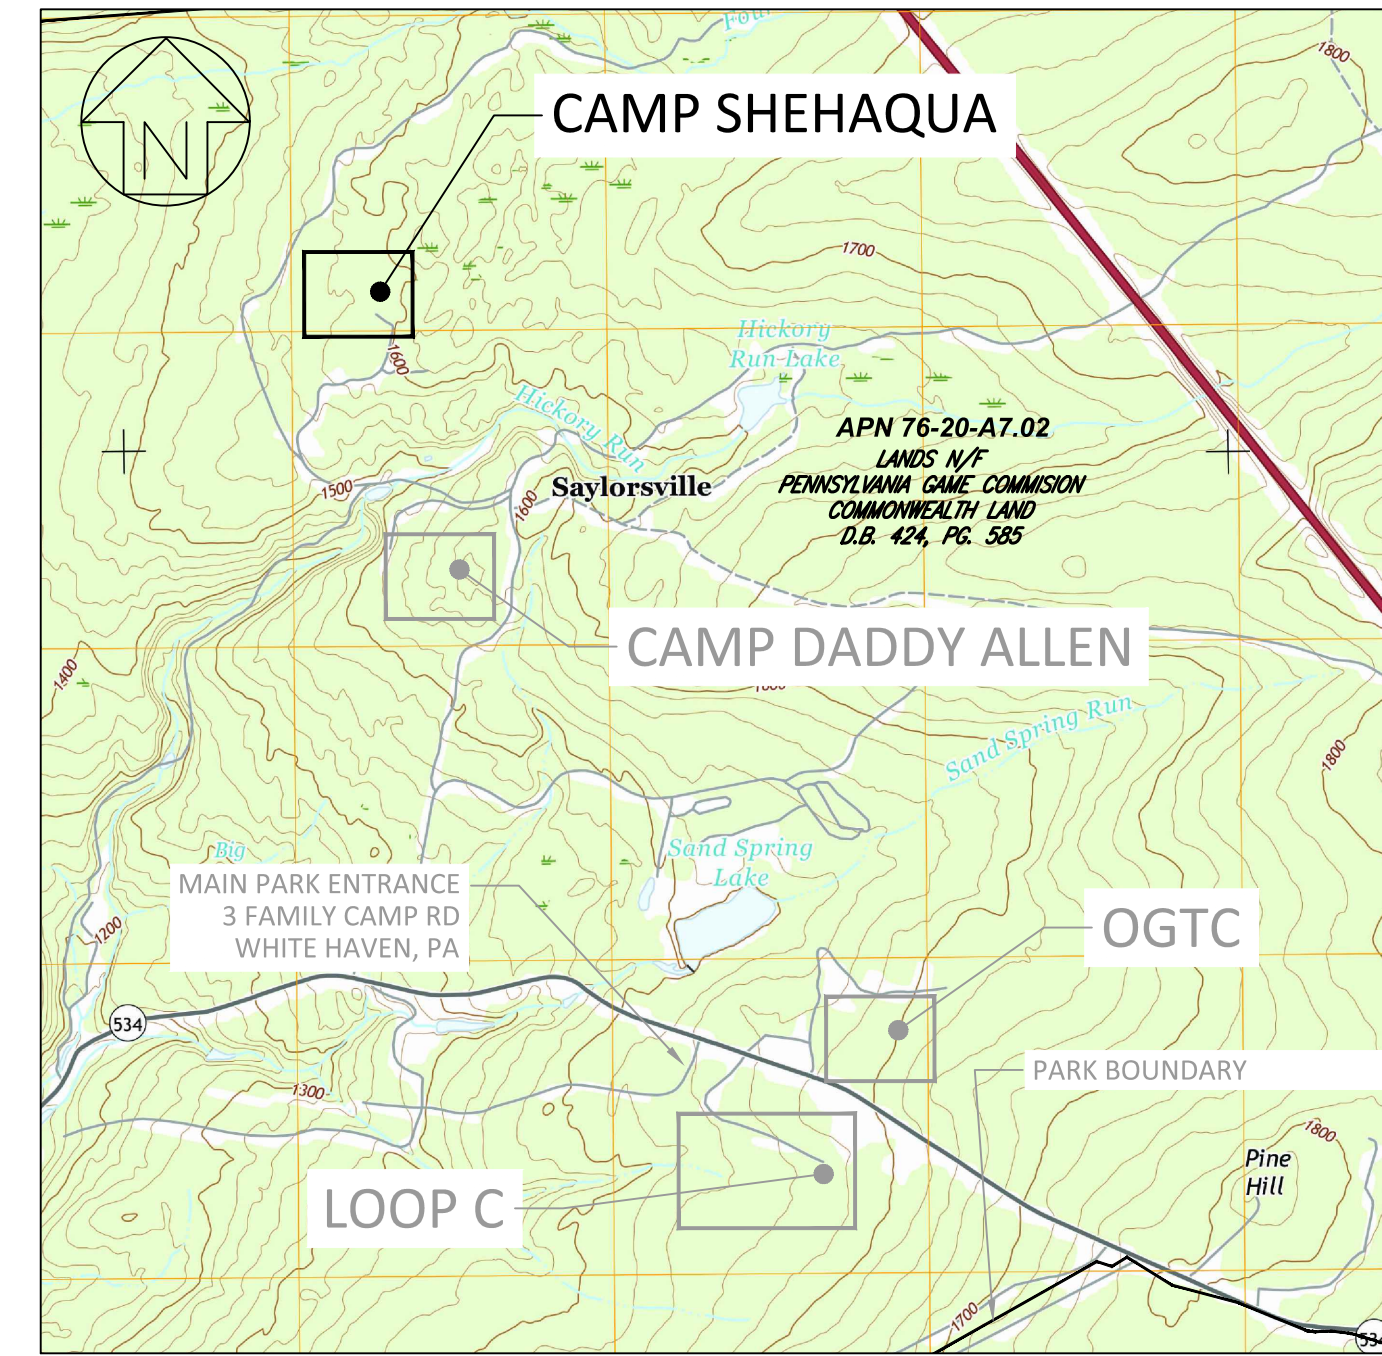 Four
1800
N
CAMP SHEHAQUA
1700
Hickory
Run Lake
1600
Hickory Run
APN 76-20-A7.02
LANDS N/F
PENNSYLVANIA GAME COMMISION
COMMONWEALTH LAND
D.B. 424, PG. 585
1500
Saylorsville
1600
CAMP DADDY ALLEN
1400
Sand Spring Run
1800
Big
Sand Spring
Lake
MAIN PARK ENTRANCE
3 FAMILY CAMP RD
WHITE HAVEN, PA
OGTC
1200
534
PARK BOUNDARY
1300
1800
Pine
Hill
LOOP C
1700